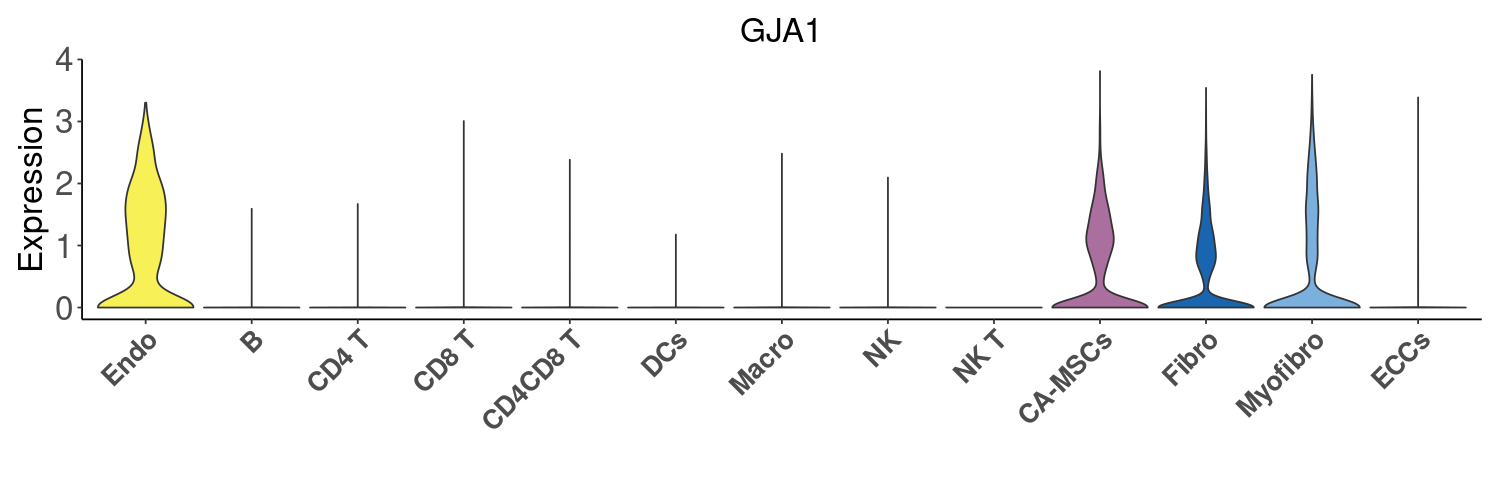 GJA1
Expression
4
3
2
1
0
Endo
B
CD4 T
CD8 T
CD4CD8 T
DCs
Macro
NK
NK T
CA-MSCs
Fibro
Myofibro
ECCs